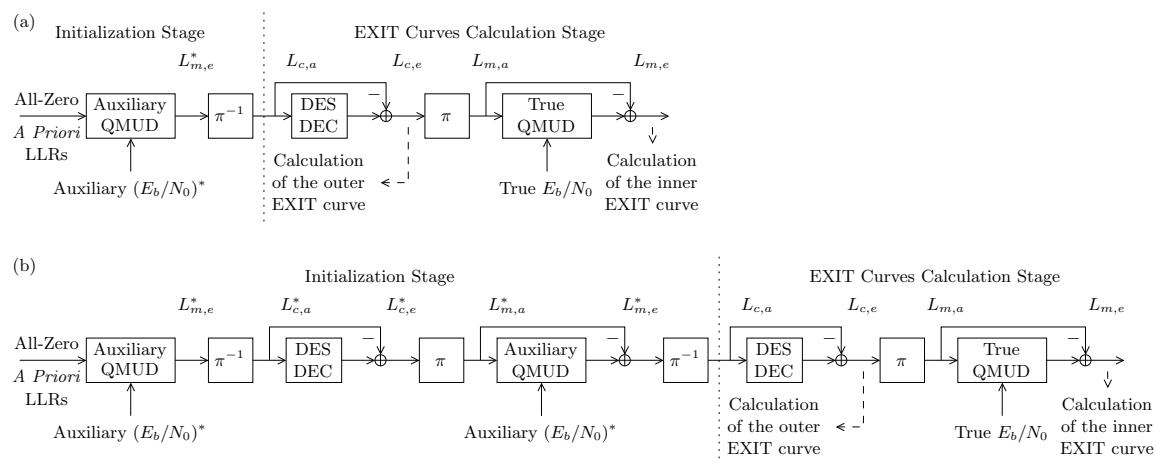 (a)
Initialization Stage
EXIT Curves Calculation Stage
L*m,e
Lc,a
Lc,e
Lm,a
Lm,e
All-Zero
A Priori
LLRs
Auxiliary
QMUD
π−1
DES
DEC
−
π
True
QMUD
−
Auxiliary (Eb/N0)*
Calculation
of the outer
EXIT curve
True Eb/N0
Calculation
of the inner
EXIT curve
(b)
Initialization Stage
EXIT Curves Calculation Stage
L*m,e
L*c,a
L*c,e
L*m,a
L*m,e
Lc,a
Lc,e
Lm,a
Lm,e
All-Zero
A Priori
LLRs
Auxiliary
QMUD
π−1
DES
DEC
−
π
Auxiliary
QMUD
−
π−1
DES
DEC
−
π
True
QMUD
−
Auxiliary (Eb/N0)*
Auxiliary (Eb/N0)*
Calculation
of the outer
EXIT curve
True Eb/N0
Calculation
of the inner
EXIT curve